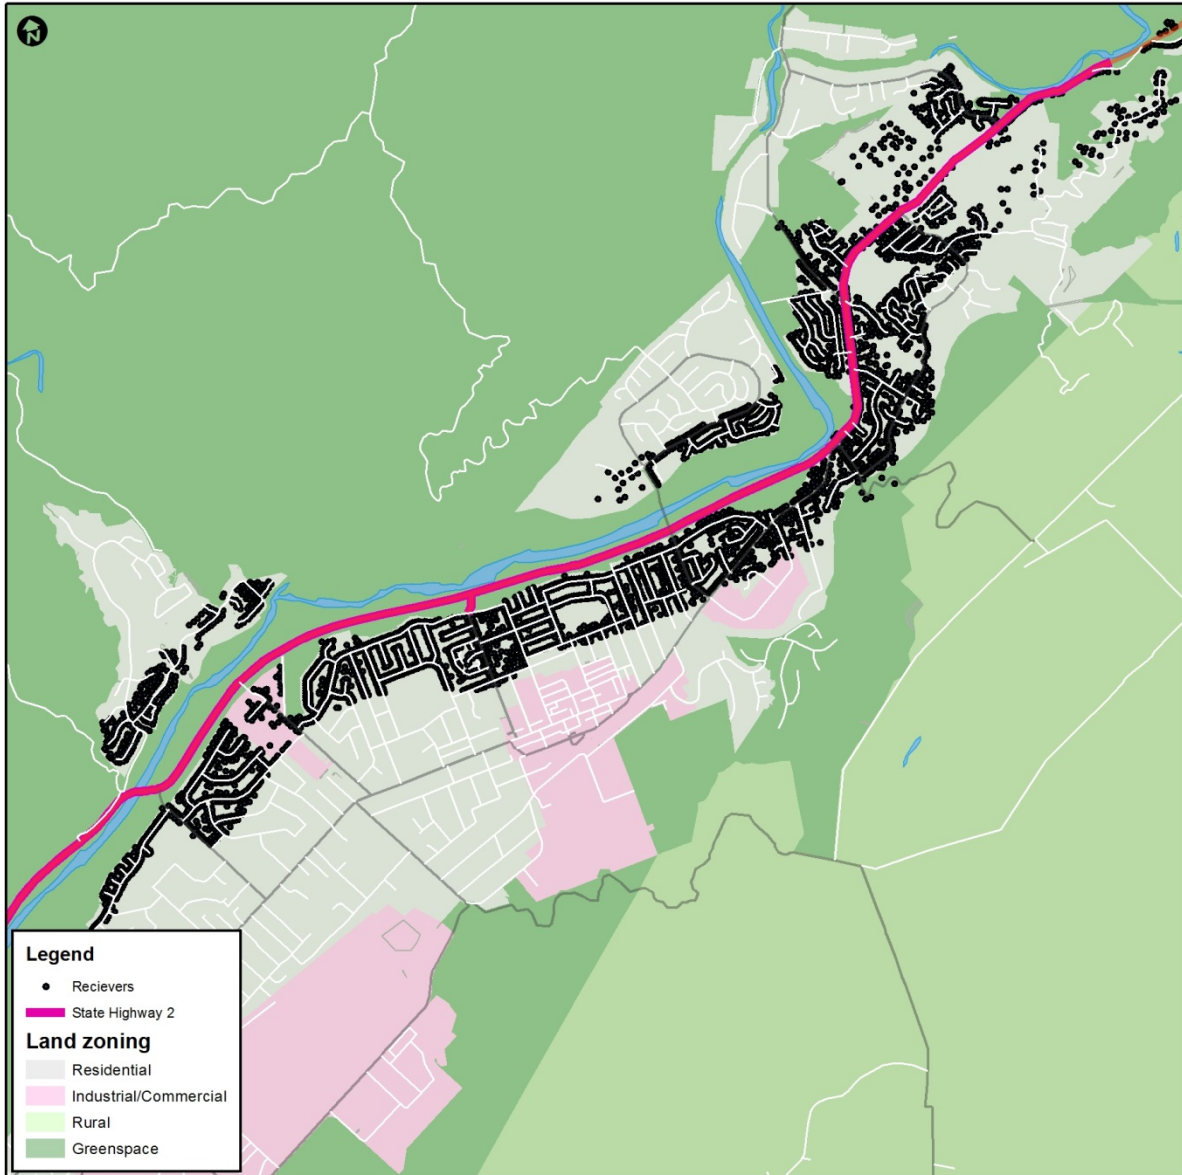 N
Legend
Recievers
State Highway 2
Land zoning
Residential
Industrial/Commercial
Rural
Greenspace